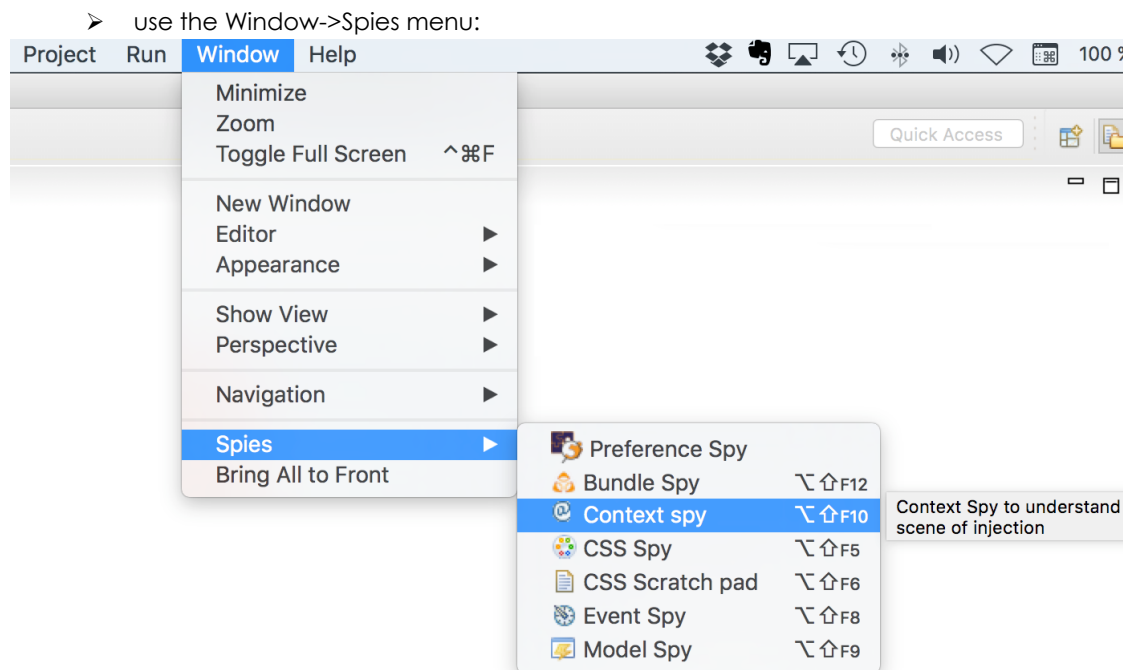 ➢ use the Window->Spies menu:
Project Run Window Help 100 %
Minimize
Zoom
Toggle Full Screen ^⌘F
Quick Access
New Window
Editor ▶
Appearance ▶
Show View ▶
Perspective ▶
Navigation ▶
Spies ▶
Bring All to Front
Preference Spy
Bundle Spy ⌥⇧F12
Context spy ⌥⇧F10
Context Spy to understand
scene of injection
CSS Spy ⌥⇧F5
CSS Scratch pad ⌥⇧F6
Event Spy ⌥⇧F8
Model Spy ⌥⇧F9